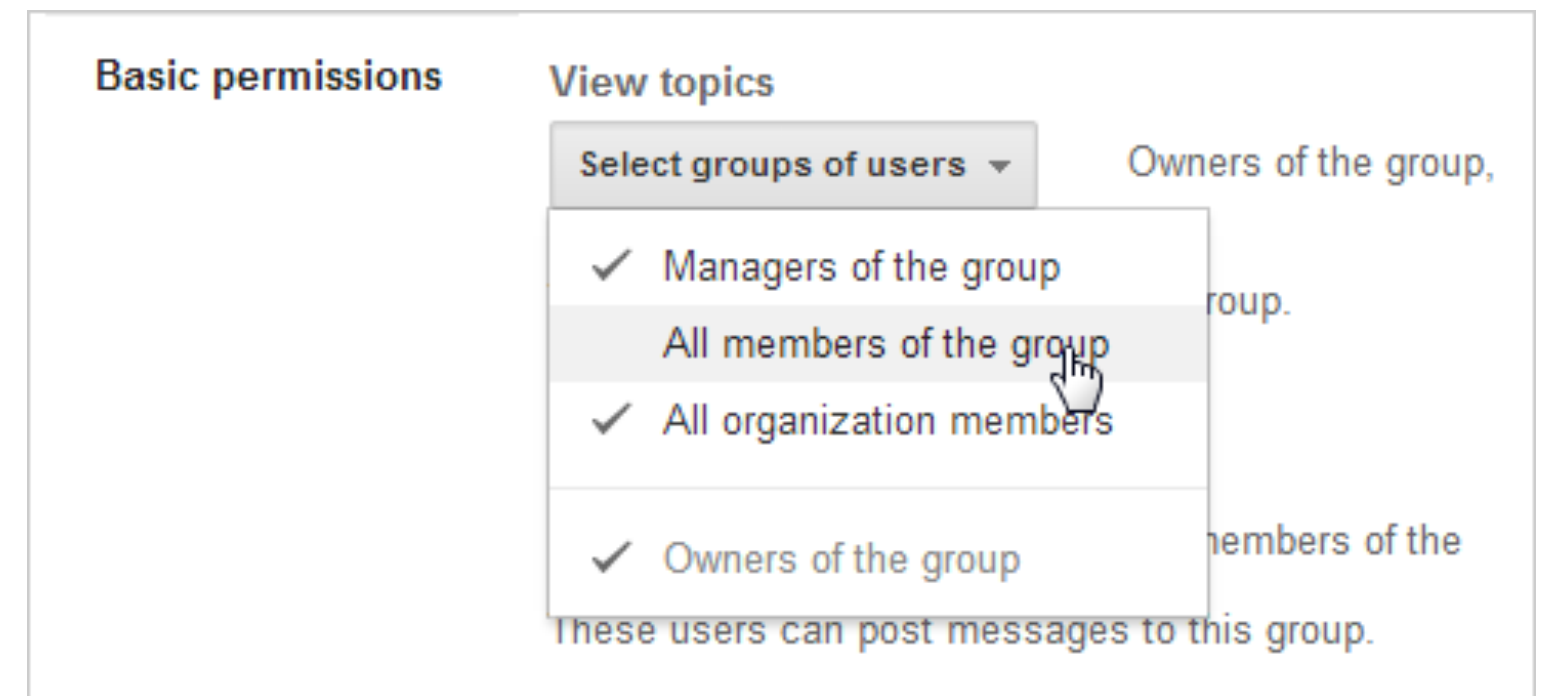 Basic permissions
View topics
Select groups of users
Owners of the group,
Managers of the group
All members of the group
All organization members
Owners of the group
These users can post messages to this group.
of the